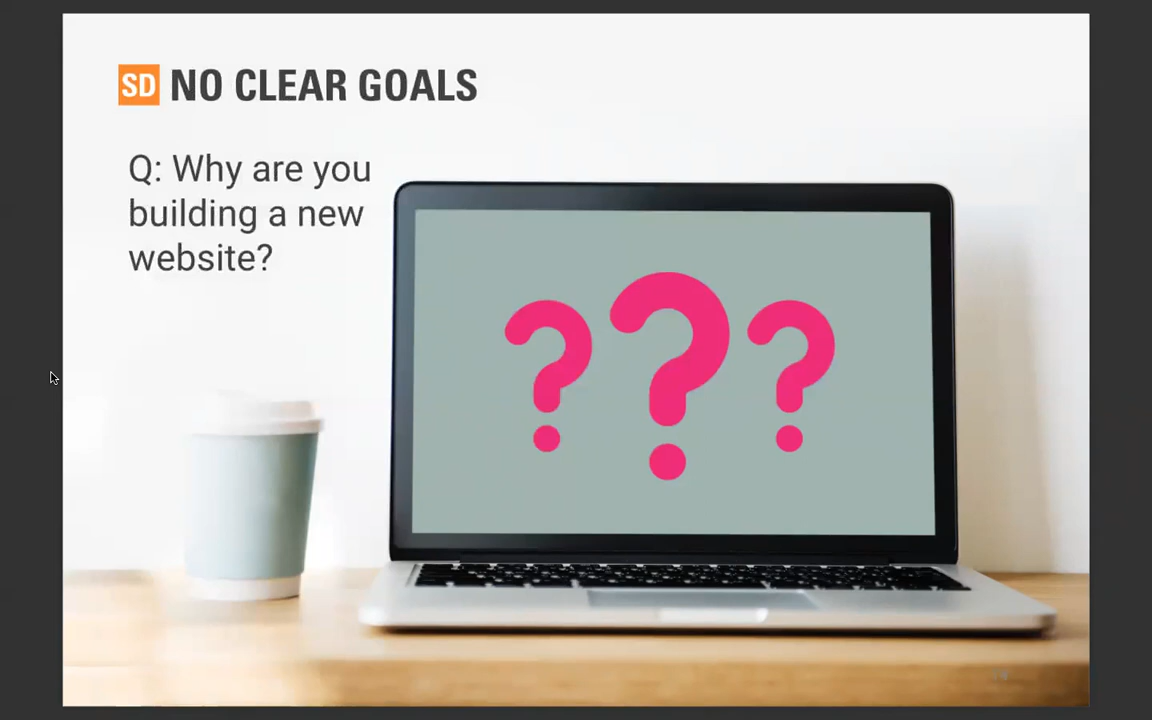 SD NO CLEAR GOALS
Q: Why are you
building a new
website?
???